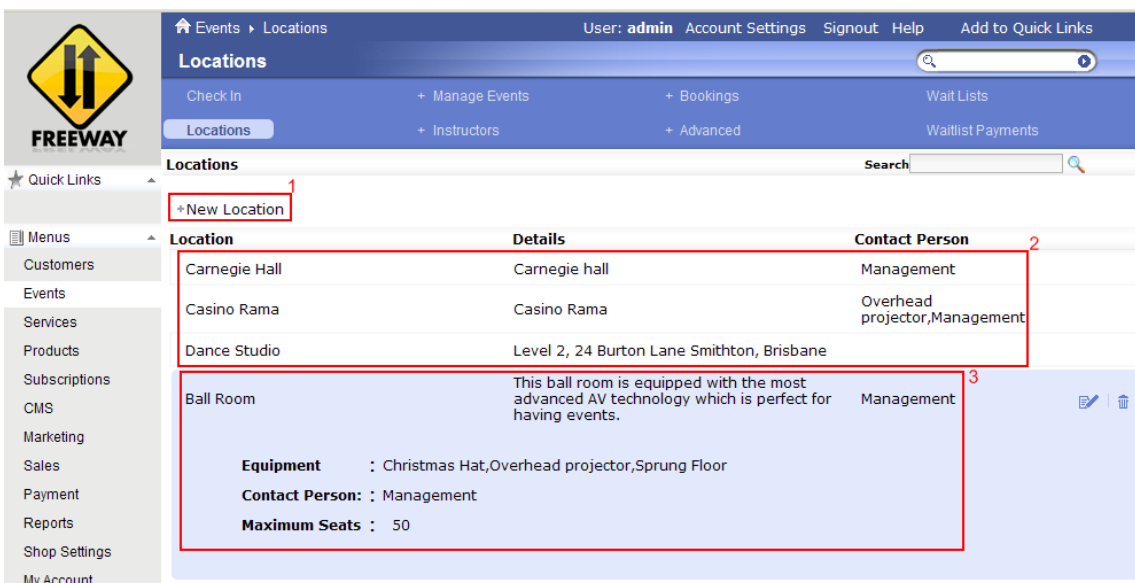 Events ▸ Locations User: admin Account Settings Signout Help Add to Quick Links
Locations
Check In + Manage Events + Bookings Wait Lists
Locations + Instructors + Advanced Waitlist Payments
FREEWAY
Locations Search
Quick Links
1
+New Location
Menus
Location Details Contact Person
2
Customers
Carnegie Hall Carnegie hall Management
Events
Casino Rama Casino Rama Overhead
projector,Management
Services
Products
Dance Studio Level 2, 24 Burton Lane Smithton, Brisbane
Subscriptions
3
Ball Room This ball room is equipped with the most
advanced AV technology which is perfect for
having events.
Management
CMS
Marketing
Sales
Equipment : Christmas Hat,Overhead projector,Sprung Floor
Payment
Contact Person: : Management
Reports
Maximum Seats : 50
Shop Settings
My Account